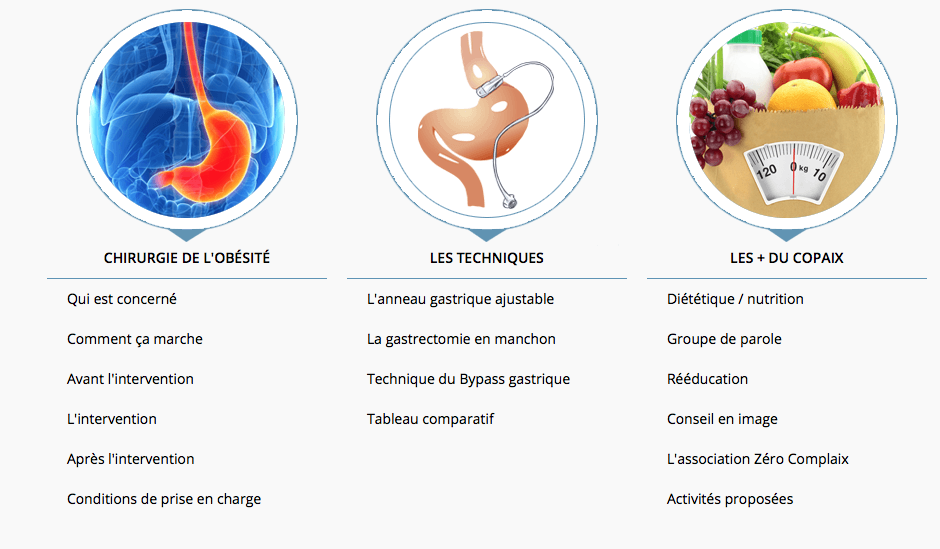 120 0 kg 10
CHIRURGIE DE L'OBÉSITÉ
Qui est concerné
Comment ça marche
Avant l'intervention
L'intervention
Après l'intervention
Conditions de prise en charge
LES TECHNIQUES
L'anneau gastrique ajustable
La gastrectomie en manchon
Technique du Bypass gastrique
Tableau comparatif
LES + DU COPAIX
Diététique / nutrition
Groupe de parole
Rééducation
Conseil en image
L'association Zéro Complaix
Activités proposées